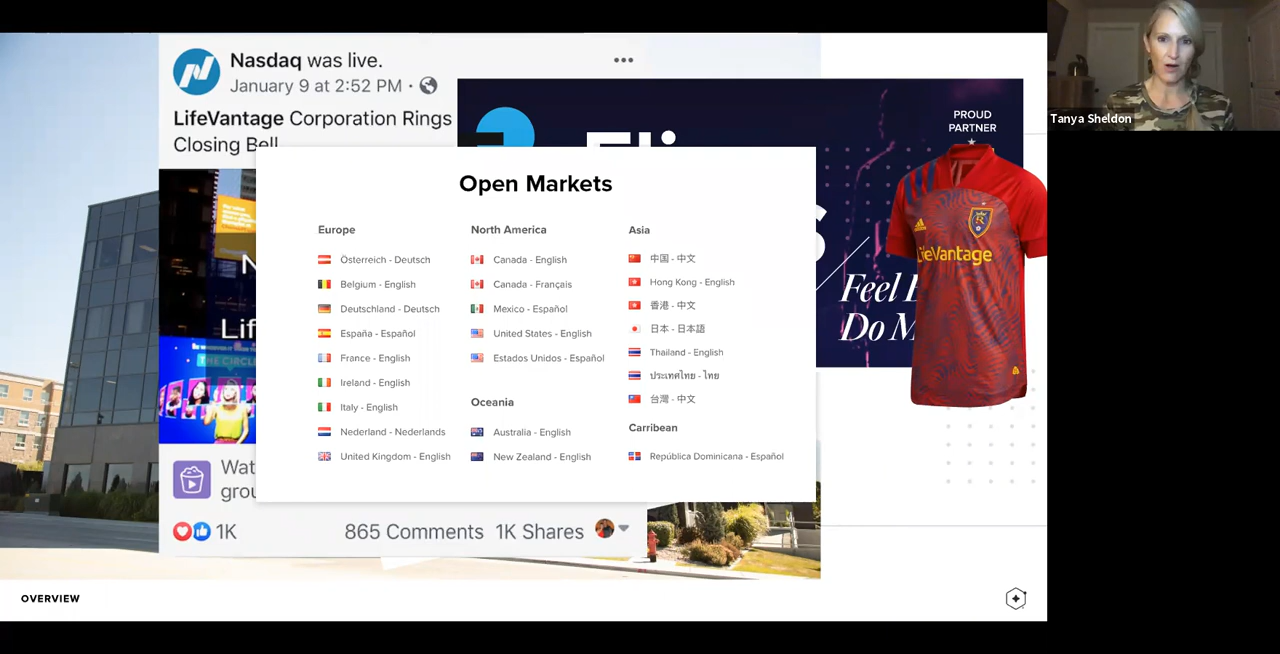 Nasdaq was live.
January 9 at 2:52 PM
LifeVantage Corporation Rings
Closing Bell
PROUD
PARTNER
Tanya Sheldon
Open Markets
Europe
Österreich - Deutsch
Belgium - English
Deutschland - Deutsch
España - Español
France - English
Ireland - English
Italy - English
Nederland - Nederlands
United Kingdom - English
North America
Canada - English
Canada - Français
Mexico - Español
United States - English
Estados Unidos - Español
Oceania
Australia - English
New Zealand - English
Asia
中国 - 中文
Hong Kong - English
香港 - 中文
日本 - 日本語
Thailand - English
ประเทศไทย - ไทย
台灣 - 中文
Carribean
República Dominicana - Español
LifeVantage
Feel
Do
THE CIRCLE
1K
865 Comments
1K Shares
OVERVIEW